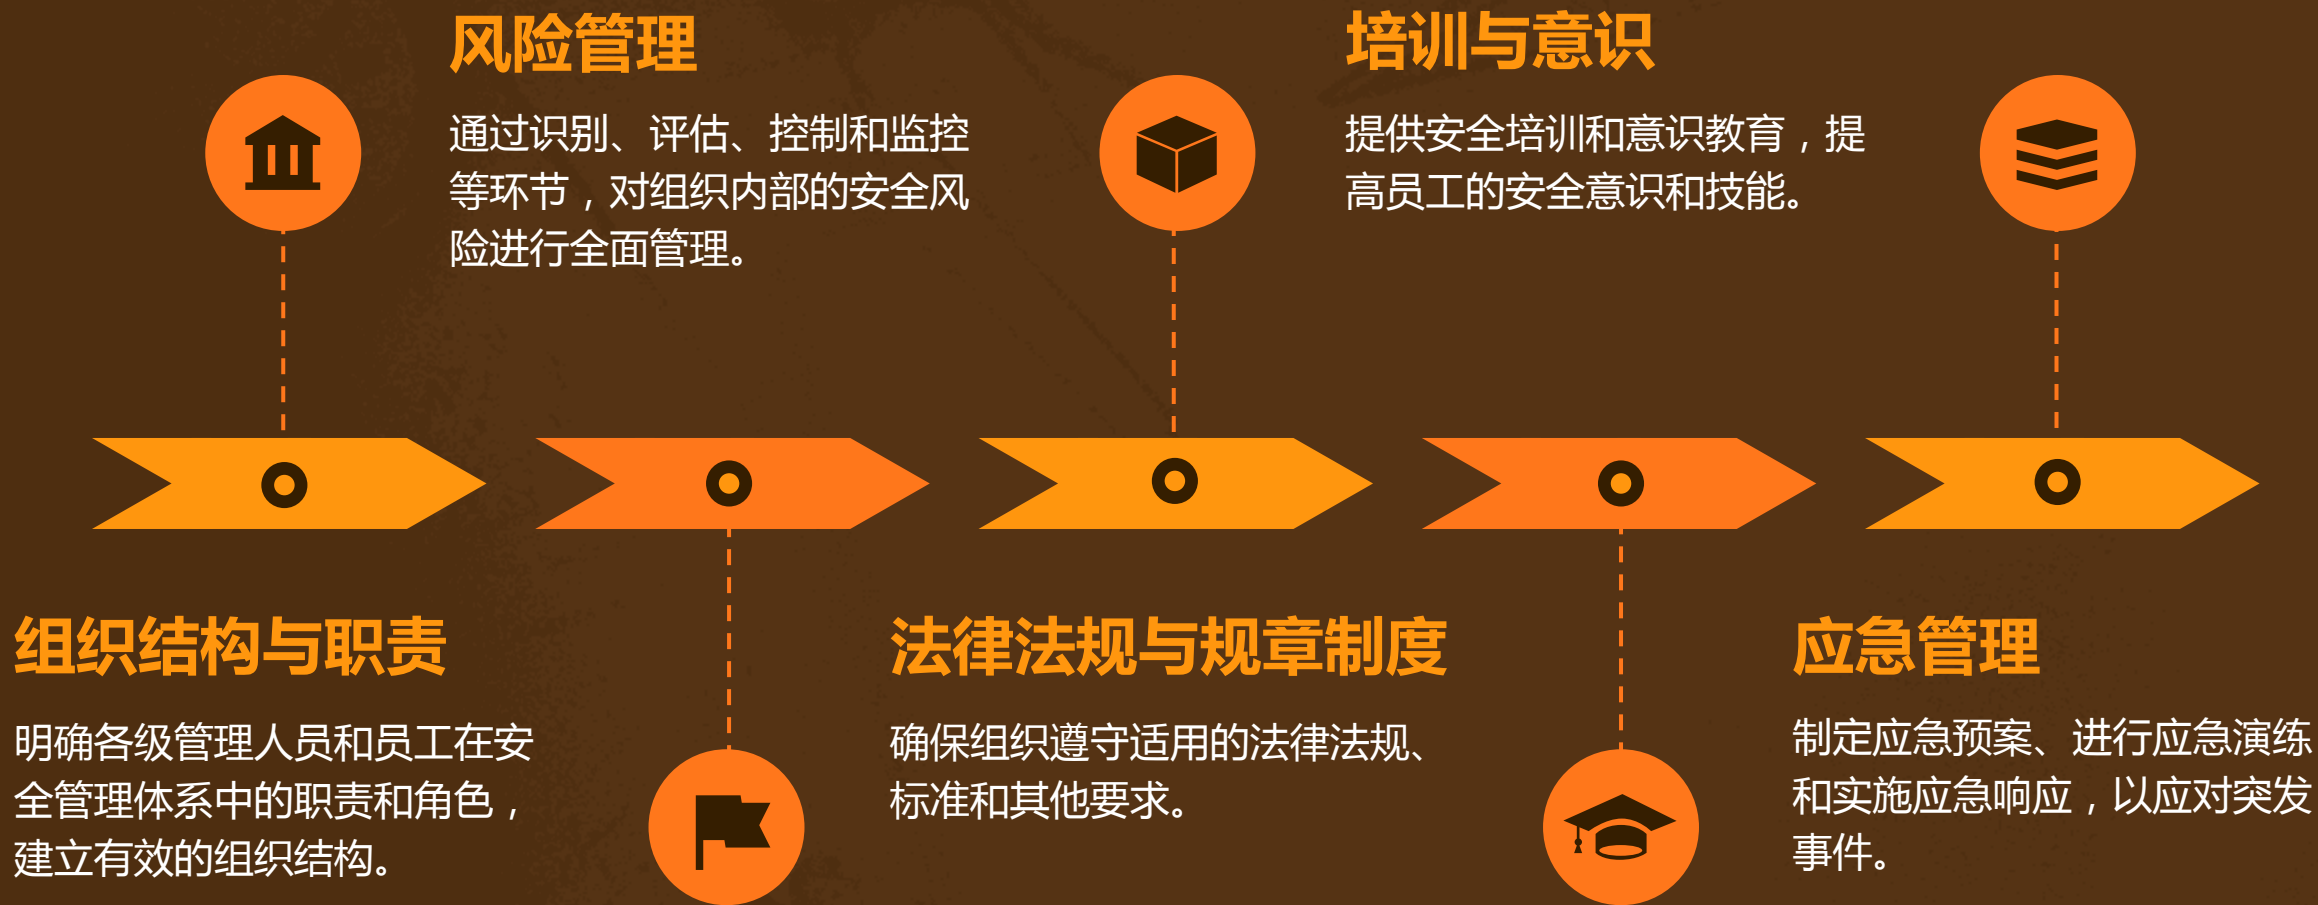 风险管理
通过识别、评估、控制和监控
等环节，对组织内部的安全风
险进行全面管理。
培训与意识
提供安全培训和意识教育，提
高员工的安全意识和技能。
组织结构与职责
明确各级管理人员和员工在安
全管理体系中的职责和角色，
建立有效的组织结构。
法律法规与规章制度
确保组织遵守适用的法律法规、
标准和其他要求。
应急管理
制定应急预案、进行应急演练
和实施应急响应，以应对突发
事件。